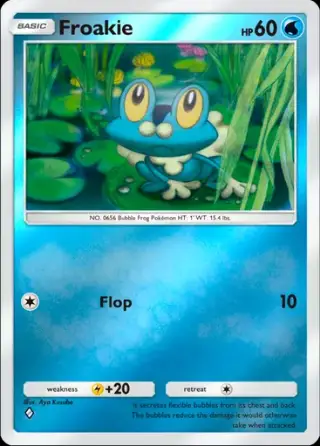 BASIC Froakie HP 60
NO. 0656 Bubble Frog Pokémon HT: 1' WT: 15.4 lbs.
Flop 10
weakness +20 retreat
Illus. Aya Kusube
It secretes flexible bubbles from its chest and back.
The bubbles reduce the damage it would otherwise
take when attacked.